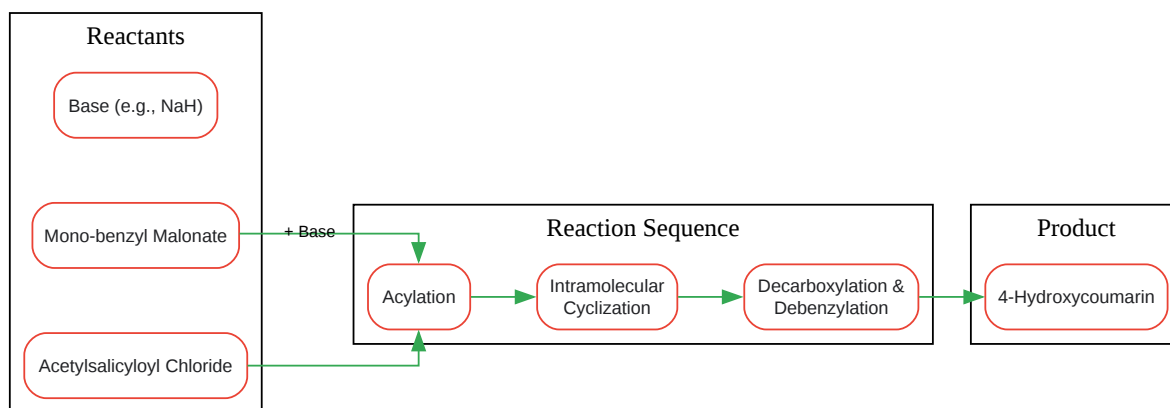 Reactants
Base (e.g., NaH)
Mono-benzyl Malonate
Acetylsalicyloyl Chloride
+ Base
Reaction Sequence
Acylation
Intramolecular
Cyclization
Decarboxylation &
Debenzylation
Product
4-Hydroxycoumarin